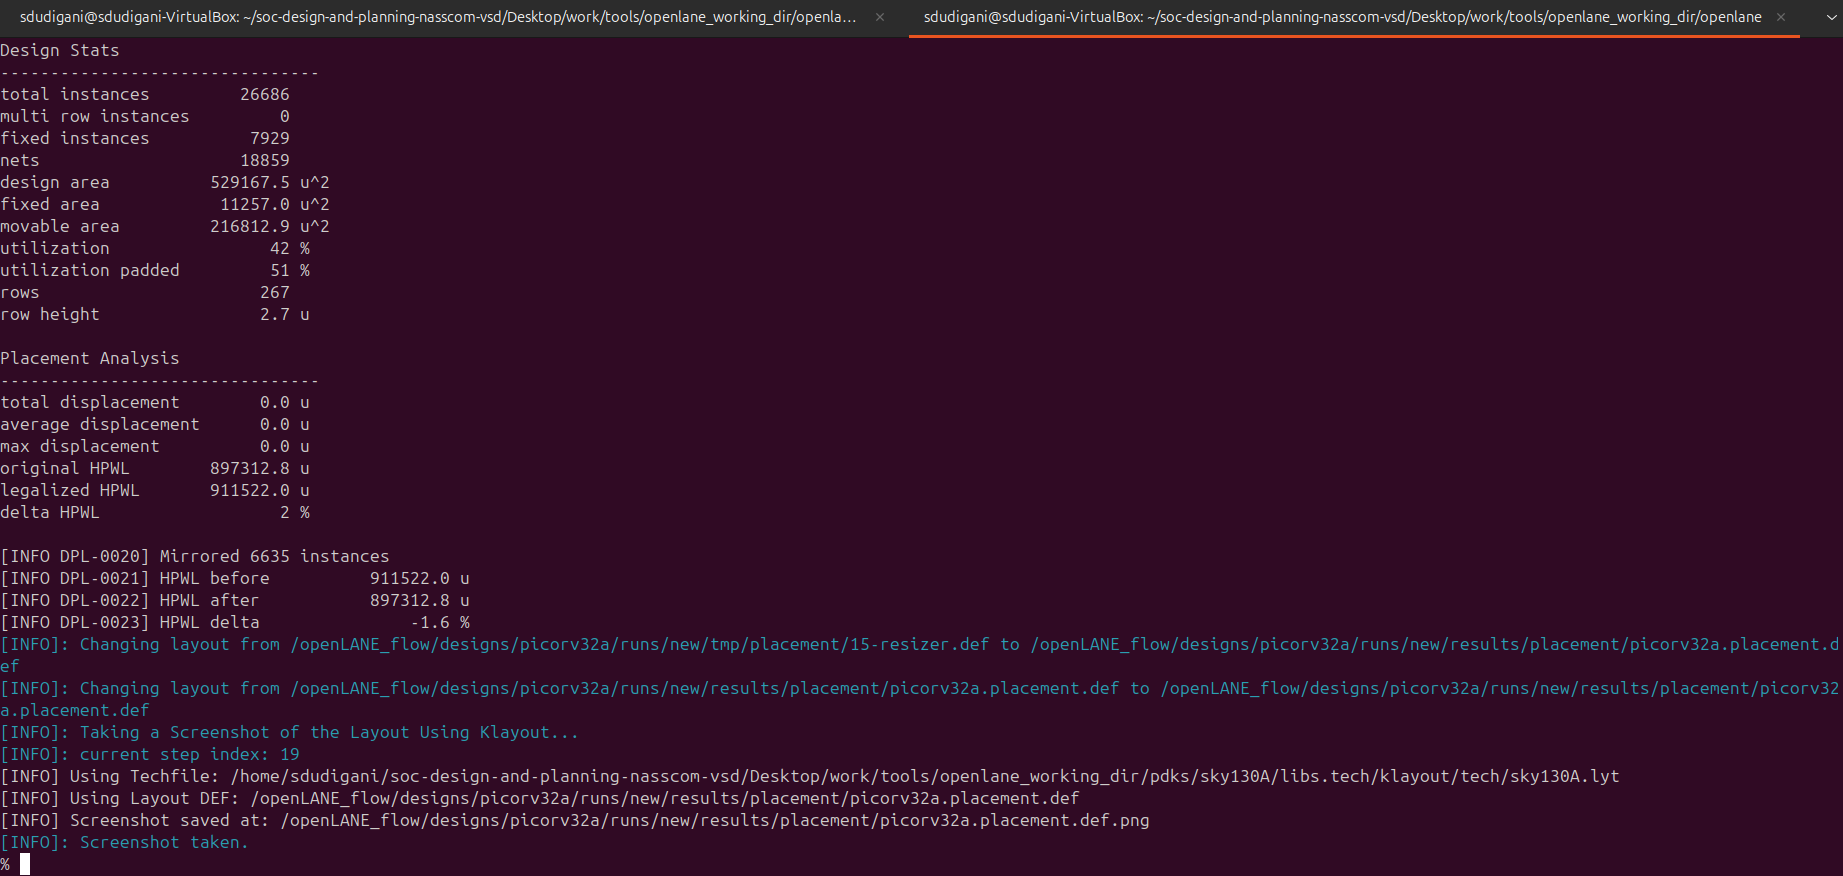 sdudigani@sdudigani-VirtualBox: ~/soc-design-and-planning-nasscom-vsd/Desktop/work/tools/openlane_working_dir/openla... ×
sdudigani@sdudigani-VirtualBox: ~/soc-design-and-planning-nasscom-vsd/Desktop/work/tools/openlane_working_dir/openlane ×
Design Stats
--------------------------------
total instances         26686
multi row instances         0
fixed instances          7929
nets                    18859
design area          529167.5 u^2
fixed area            11257.0 u^2
movable area         216812.9 u^2
utilization                42 %
utilization padded         51 %
rows                      267
row height                2.7 u
Placement Analysis
--------------------------------
total displacement        0.0 u
average displacement      0.0 u
max displacement          0.0 u
original HPWL        897312.8 u
legalized HPWL       911522.0 u
delta HPWL                  2 %
[INFO DPL-0020] Mirrored 6635 instances
[INFO DPL-0021] HPWL before          911522.0 u
[INFO DPL-0022] HPWL after           897312.8 u
[INFO DPL-0023] HPWL delta               -1.6 %
[INFO]: Changing layout from /openLANE_flow/designs/picorv32a/runs/new/tmp/placement/15-resizer.def to /openLANE_flow/designs/picorv32a/runs/new/results/placement/picorv32a.placement.d
ef
[INFO]: Changing layout from /openLANE_flow/designs/picorv32a/runs/new/results/placement/picorv32a.placement.def to /openLANE_flow/designs/picorv32a/runs/new/results/placement/picorv32
a.placement.def
[INFO]: Taking a Screenshot of the Layout Using Klayout...
[INFO]: current step index: 19
[INFO] Using Techfile: /home/sdudigani/soc-design-and-planning-nasscom-vsd/Desktop/work/tools/openlane_working_dir/pdks/sky130A/libs.tech/klayout/tech/sky130A.lyt
[INFO] Using Layout DEF: /openLANE_flow/designs/picorv32a/runs/new/results/placement/picorv32a.placement.def
[INFO] Screenshot saved at: /openLANE_flow/designs/picorv32a/runs/new/results/placement/picorv32a.placement.def.png
[INFO]: Screenshot taken.
%